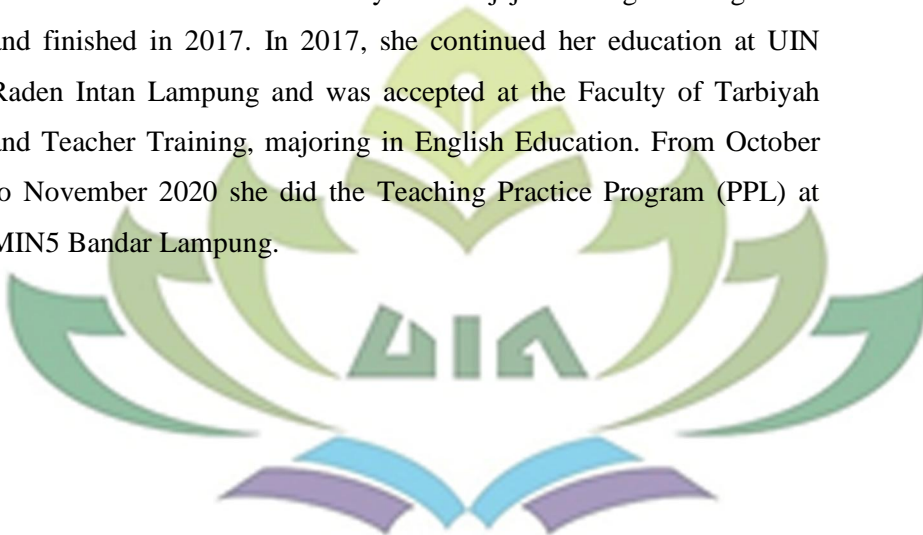 and finished in 2017. In 2017, she continued her education at UIN
Raden Intan Lampung and was accepted at the Faculty of Tarbiyah
and Teacher Training, majoring in English Education. From October
to November 2020 she did the Teaching Practice Program (PPL) at
MIN5 Bandar Lampung.
UIN